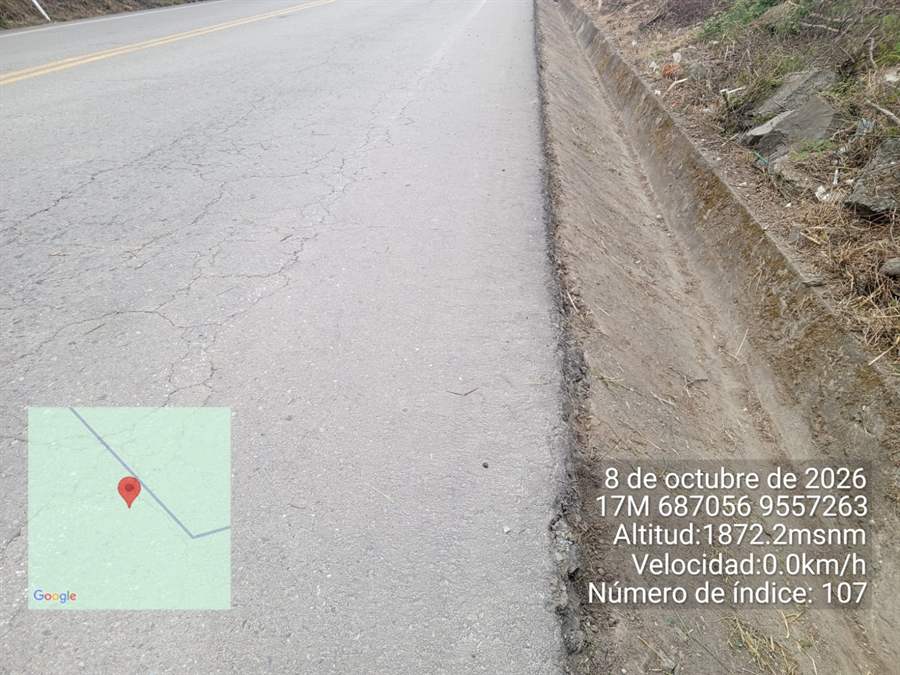 8 de octubre de 2026
17M 687056 9557263
Altitud:1872.2msnm
Velocidad:0.0km/h
Número de índice: 107
Google